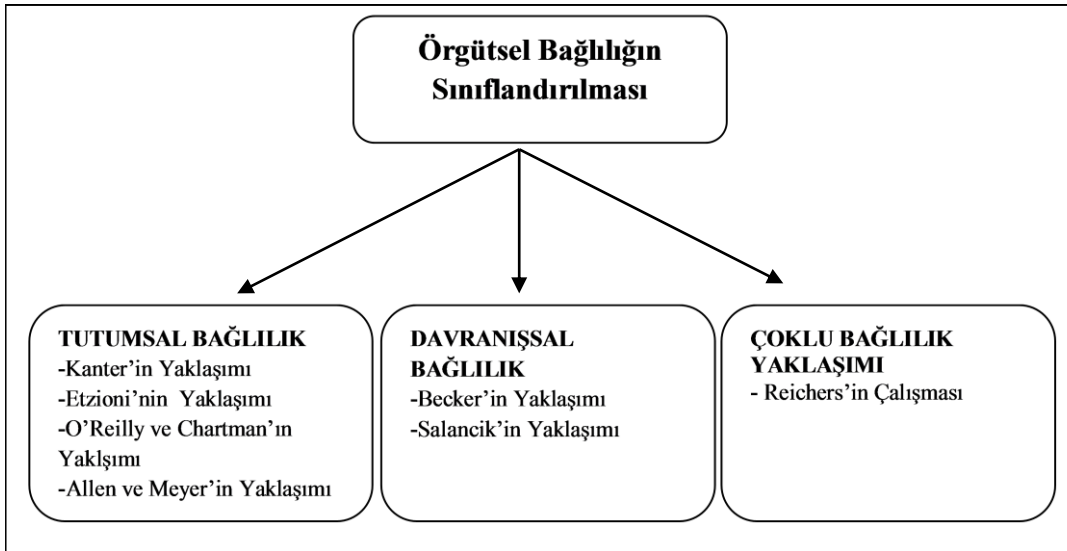 Örgütsel Bağlılığın
Sınıflandırılması
TUTUMSAL BAĞLILIK
-Kanter’in Yaklaşımı
-Etzioni’nin Yaklaşımı
-O’Reilly ve Chartman’ın
Yaklşımı
-Allen ve Meyer’in Yaklaşımı
DAVRANIŞSAL
BAĞLILIK
-Becker’in Yaklaşımı
-Salancik’in Yaklaşımı
ÇOKLU BAĞLILIK
YAKLAŞIMI
- Reichers’in Çalışması